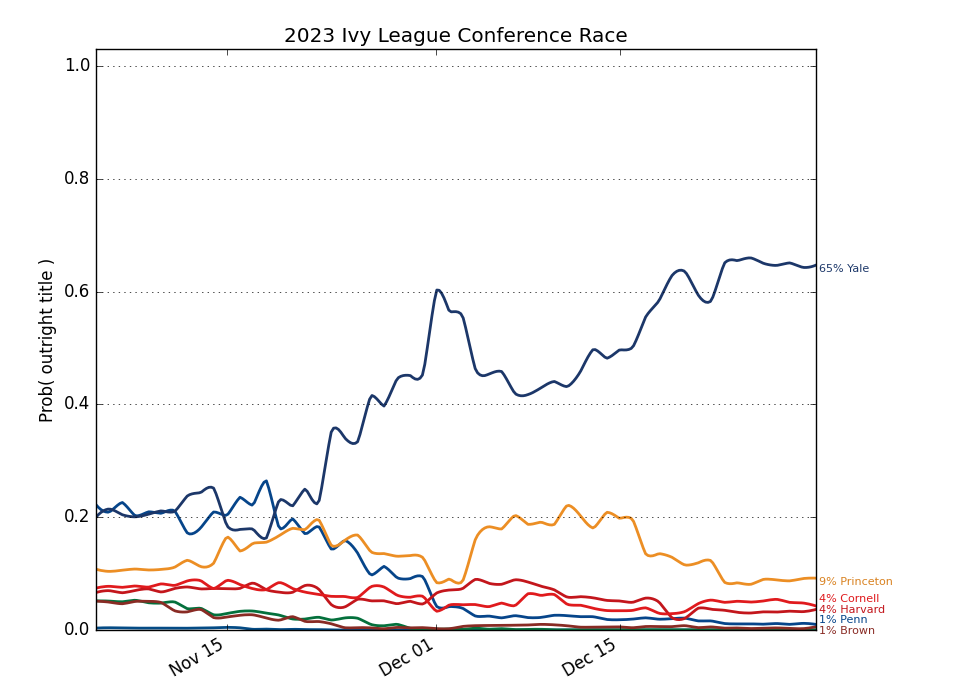 2023 Ivy League Conference Race
Prob( outright title )
1.0
0.8
0.6
0.4
0.2
0.0
Nov 15
Dec 01
Dec 15
65% Yale
9% Princeton
4% Cornell
4% Harvard
1% Penn
1% Brown